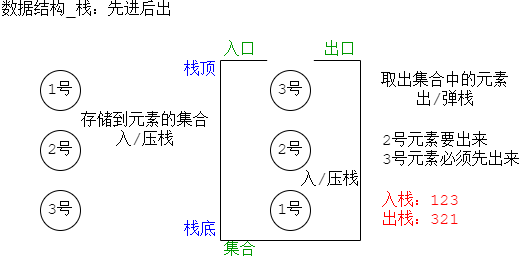 数据结构_栈：先进后出
入口
出口
栈顶
1号
2号
3号
存储到元素的集合
入/压栈
3号
2号
入/压栈
1号
栈底
集合
取出集合中的元素
出/弹栈
2号元素要出来
3号元素必须先出来
入栈：123
出栈：321